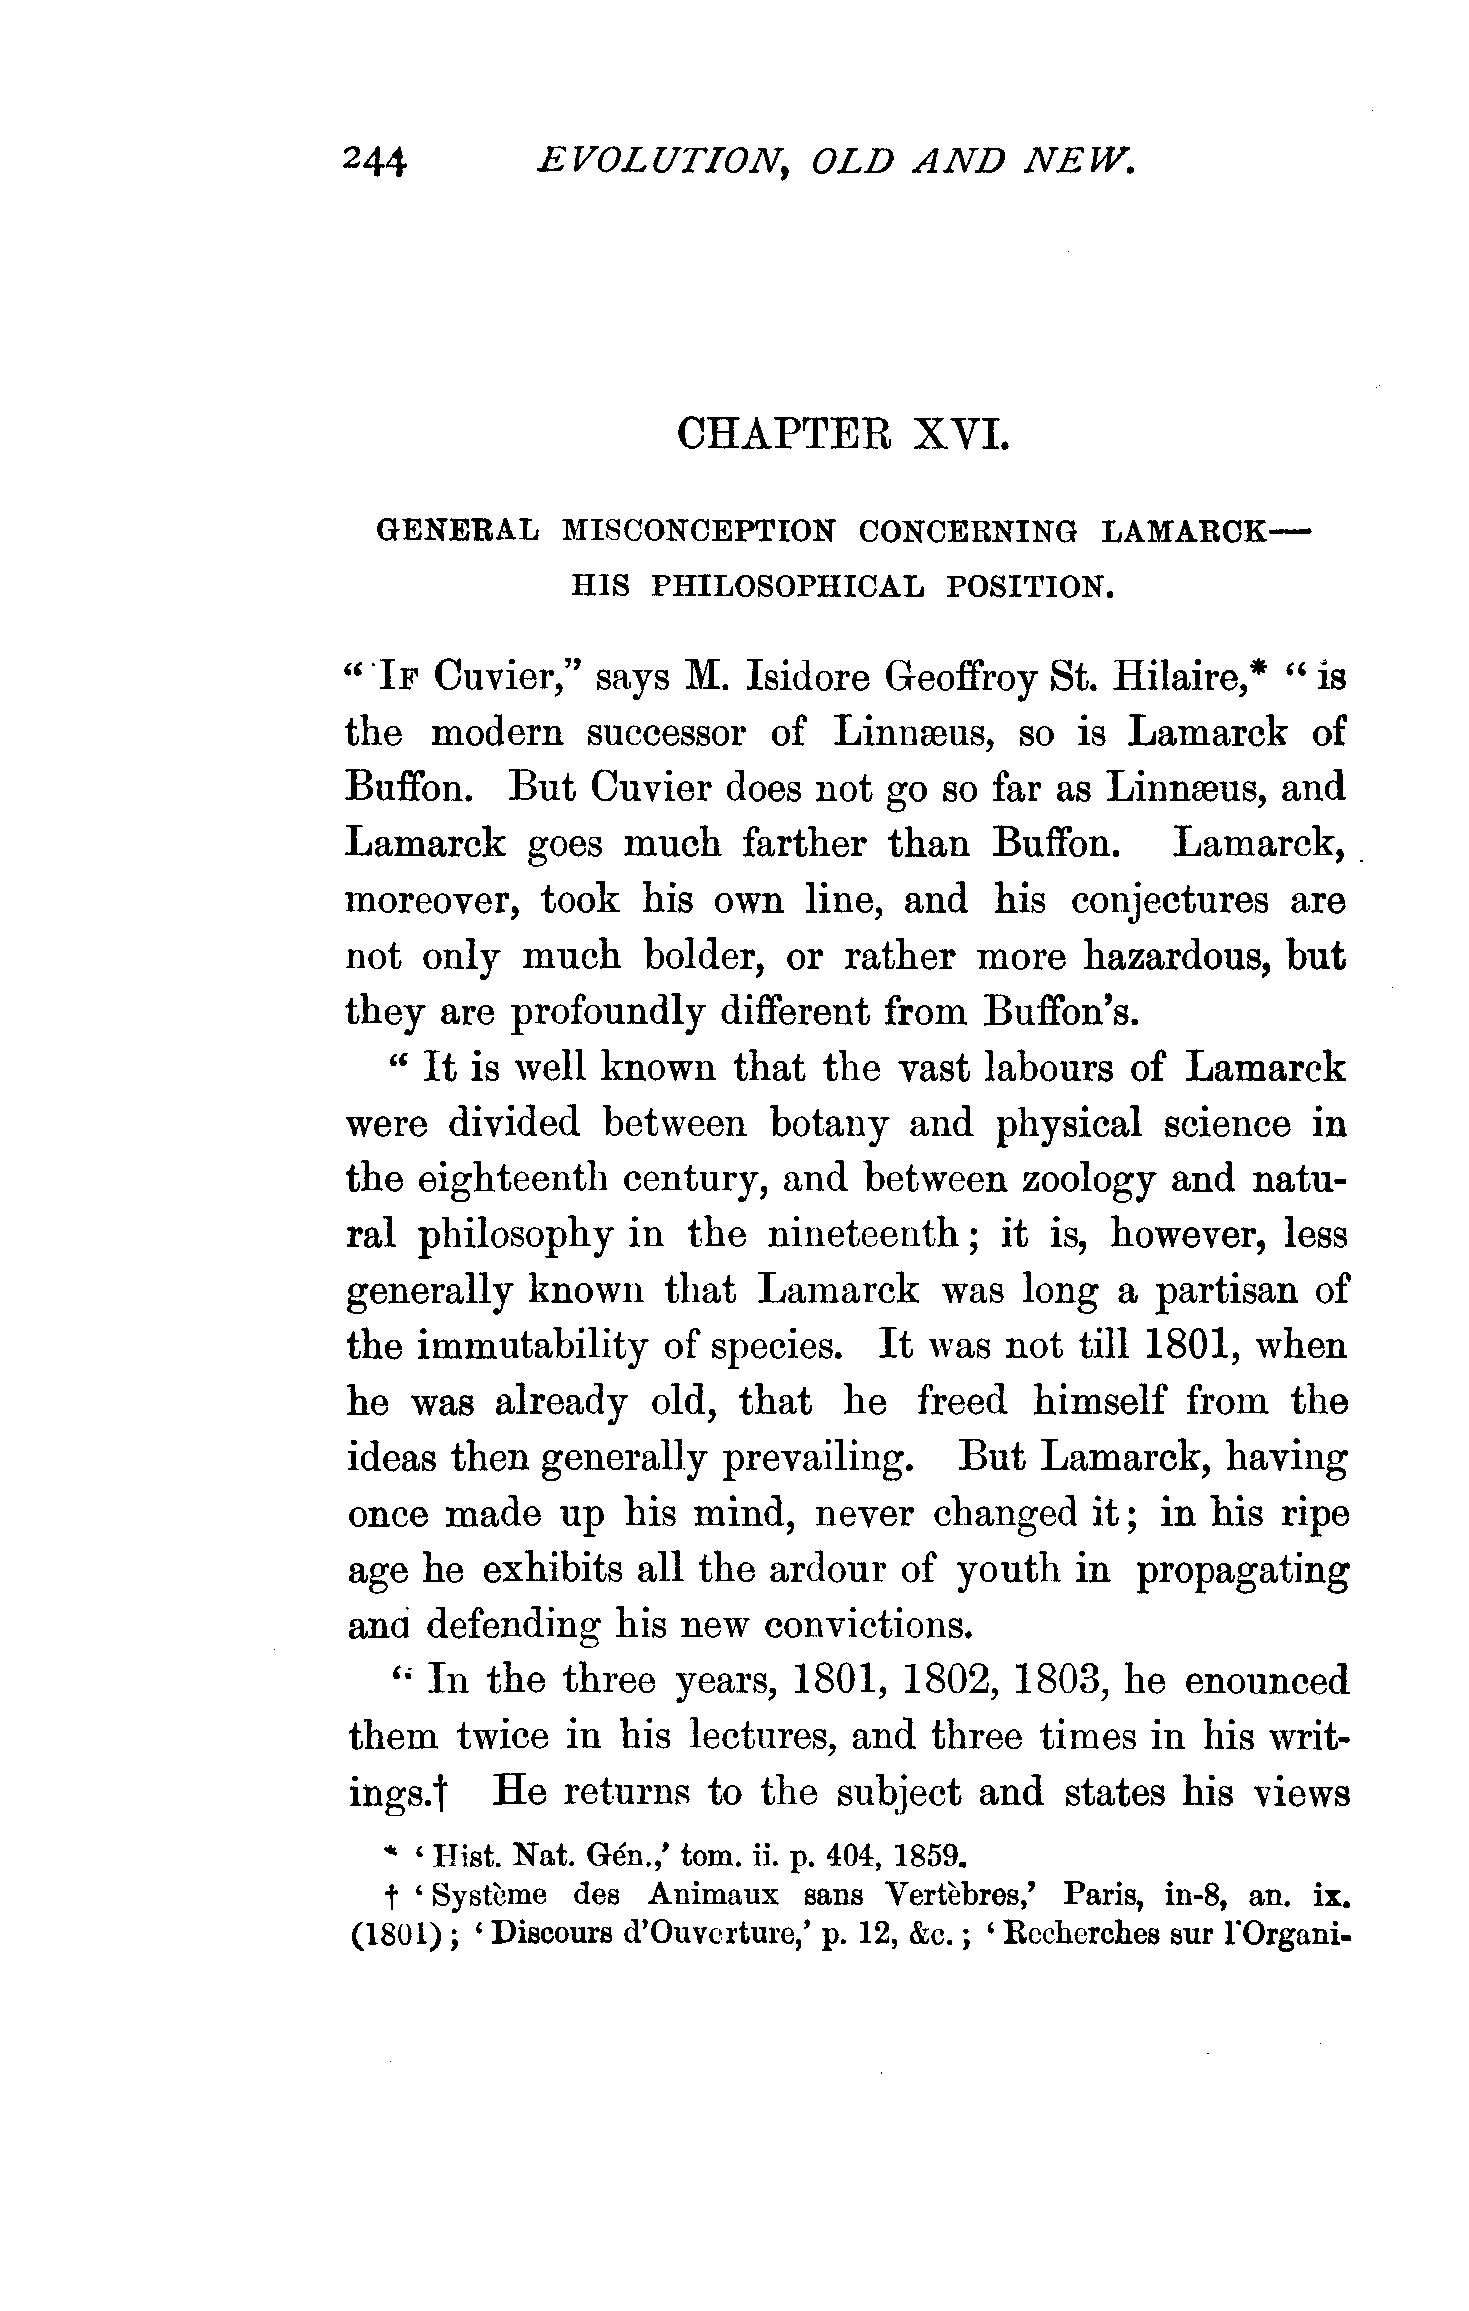 244 EVOLUTION, OLD AND NEW.
CHAPTER XVI.
GENERAL MISCONCEPTION CONCERNING LAMARCK—
HIS PHILOSOPHICAL POSITION.
“IF Cuvier,” says M. Isidore Geoffroy St. Hilaire,* “is
the modern successor of Linnæus, so is Lamarck of
Buffon. But Cuvier does not go so far as Linnæus, and
Lamarck goes much farther than Buffon. Lamarck,
moreover, took his own line, and his conjectures are
not only much bolder, or rather more hazardous, but
they are profoundly different from Buffon's.
“It is well known that the vast labours of Lamarck
were divided between botany and physical science in
the eighteenth century, and between zoology and natu-
ral philosophy in the nineteenth; it is, however, less
generally known that Lamarck was long a partisan of
the immutability of species. It was not till 1801, when
he was already old, that he freed himself from the
ideas then generally prevailing. But Lamarck, having
once made up his mind, never changed it; in his ripe
age he exhibits all the ardour of youth in propagating
and defending his new convictions.
“In the three years, 1801, 1802, 1803, he enounced
them twice in his lectures, and three times in his writ-
ings.† He returns to the subject and states his views
* ‘Hist. Nat. Gén.,’ tom. ii. p. 404, 1859.
† ‘Système des Animaux sans Vertèbres,’ Paris, in-8, an. ix.
(1801); ‘Discours d'Ouverture,’ p. 12, &c.; ‘Recherches sur l'Organi-